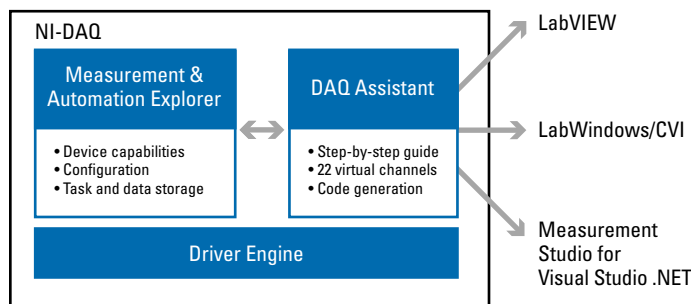 NI-DAQ
Measurement &
Automation Explorer
• Device capabilities
• Configuration
• Task and data storage
DAQ Assistant
• Step-by-step guide
• 22 virtual channels
• Code generation
Driver Engine
LabVIEW
LabWindows/CVI
Measurement
Studio for
Visual Studio .NET